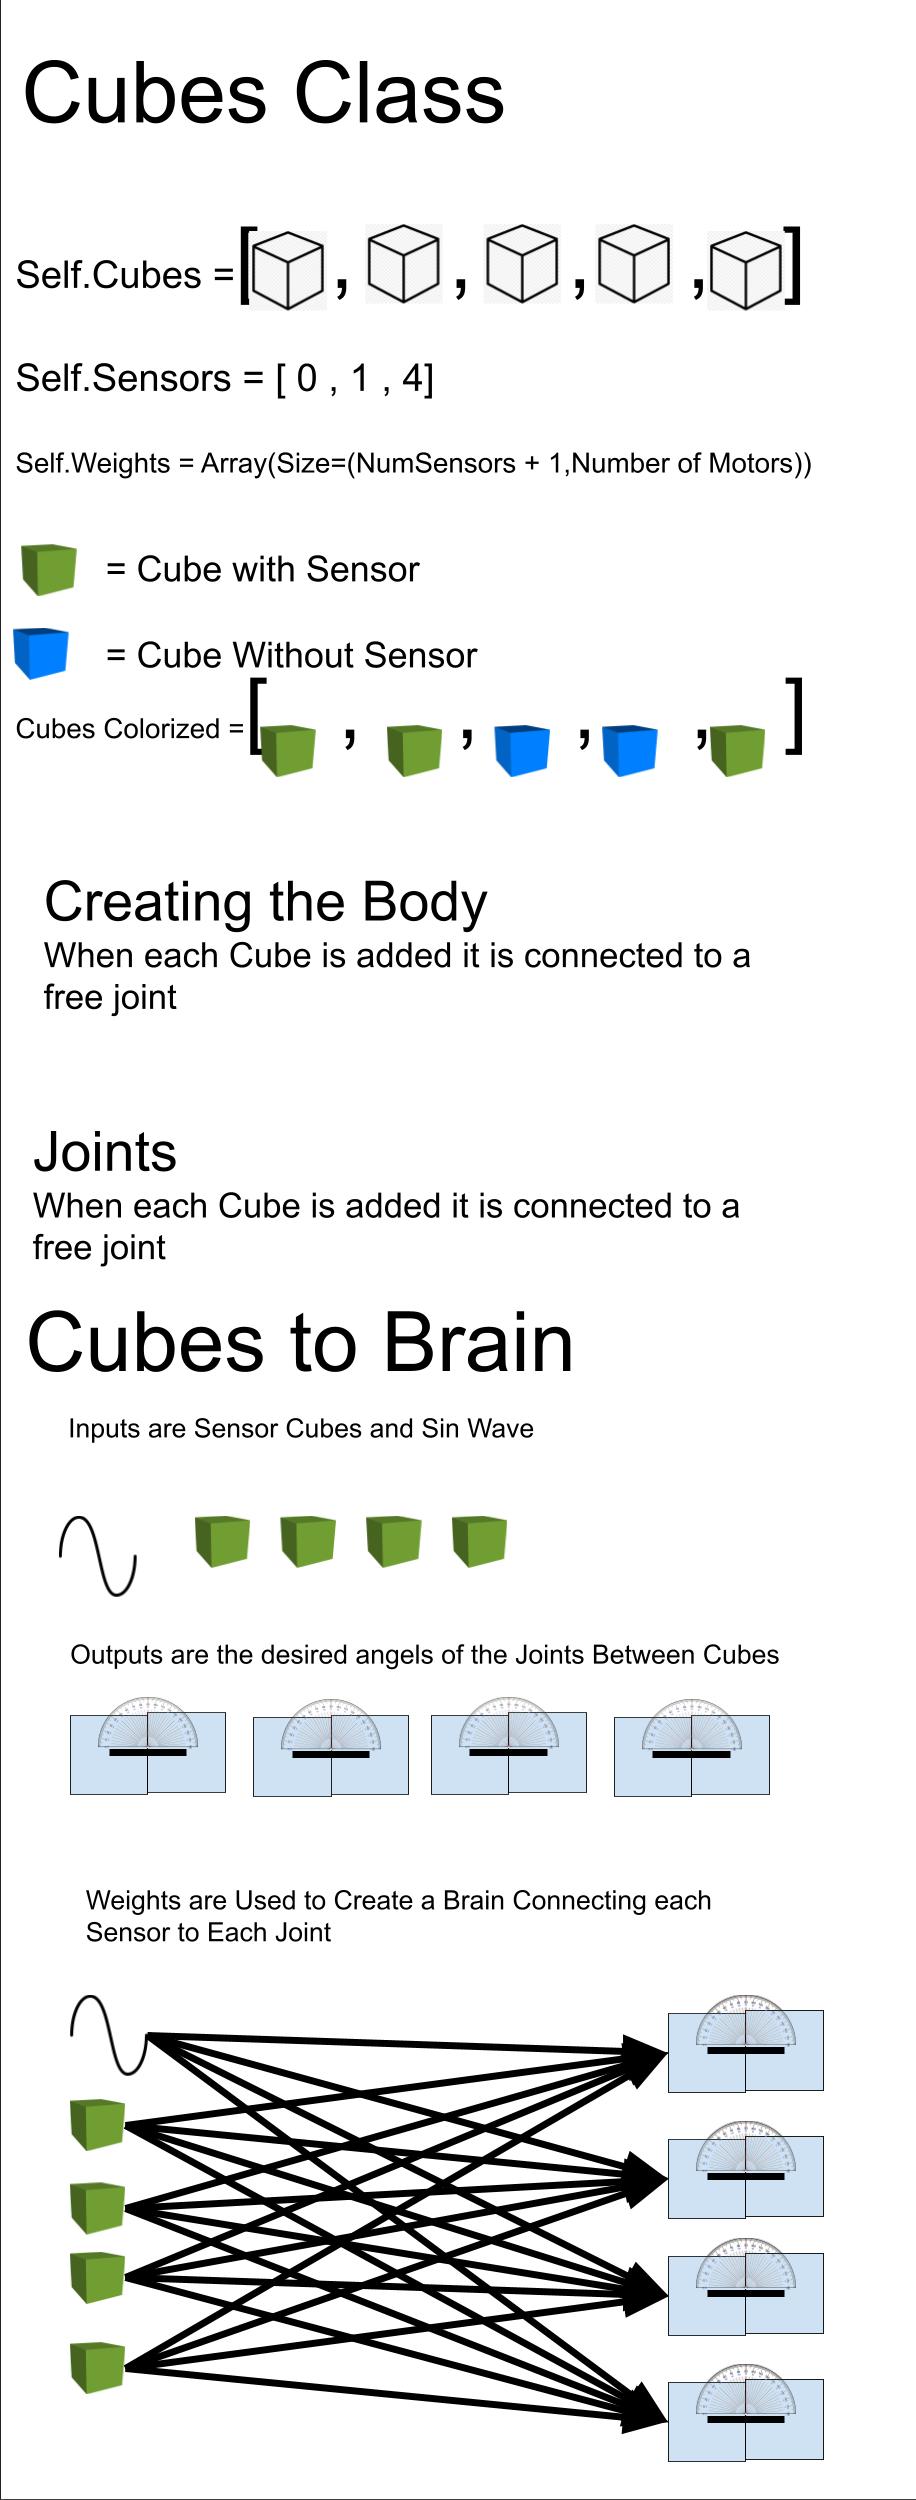 Cubes Class
Self.Cubes =[ , , , , ]
Self.Sensors = [ 0 , 1 , 4]
Self.Weights = Array(Size=(NumSensors + 1,Number of Motors))
= Cube with Sensor
= Cube Without Sensor
Cubes Colorized =[ , , , , ]
Creating the Body
When each Cube is added it is connected to a
free joint
Joints
When each Cube is added it is connected to a
free joint
Cubes to Brain
Inputs are Sensor Cubes and Sin Wave
Outputs are the desired angels of the Joints Between Cubes
Weights are Used to Create a Brain Connecting each
Sensor to Each Joint